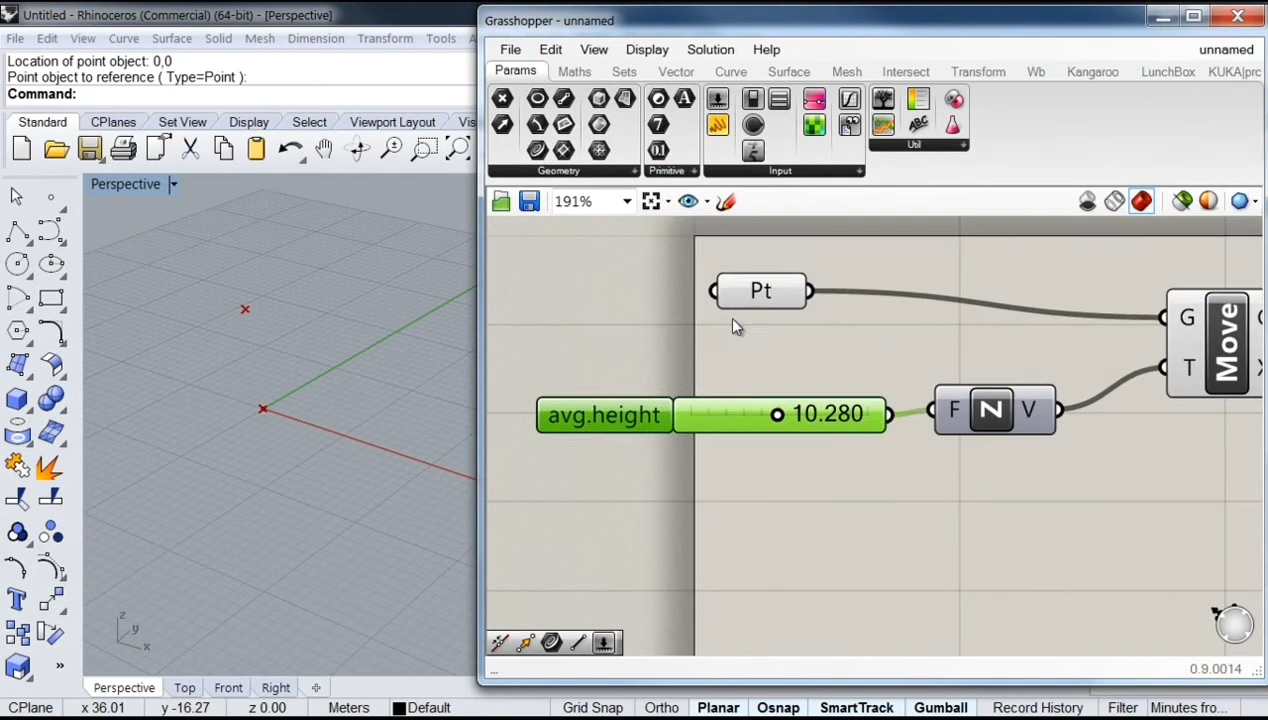 Untitled - Rhinoceros (Commercial) (64-bit) - [Perspective]
File Edit View Curve Surface Solid Mesh Dimension Transform Tools
Location of point object: 0,0
Point object to reference ( Type=Point ):
Command:
Standard CPlanes Set View Display Select Viewport Layout Vis
Perspective
z
y
x
Perspective Top Front Right
Grasshopper - unnamed
File Edit View Display Solution Help unnamed
Params Maths Sets Vector Curve Surface Mesh Intersect Transform Wb Kangaroo LunchBox KUKA|prc
Geometry Primitive Input Util
191%
Pt
G
Move
T
avg.height 10.280 F Z V
0.9.0014
CPlane x 36.01 y -16.27 z 0.00 Meters Default Grid Snap Ortho Planar Osnap SmartTrack Gumball Record History Filter Minutes fro...